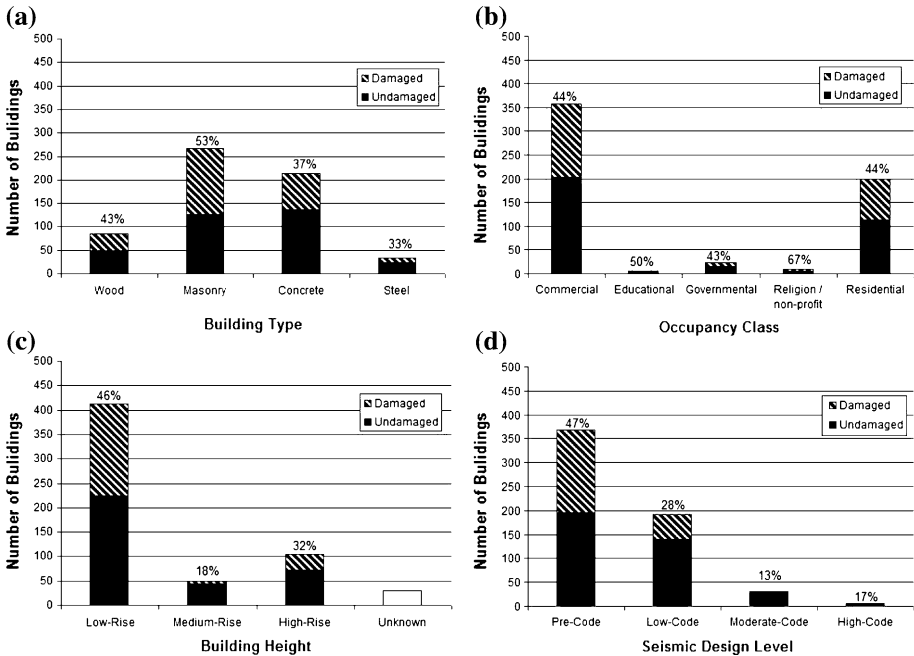 (a)
500
450
400
350
300
250
200
150
100
50
0
Number of Bulidings
Damaged
Undamaged
43%
53%
37%
33%
Wood
Masonry
Concrete
Steel
Building Type
(b)
500
450
400
350
300
250
200
150
100
50
0
Number of Bulidings
Damaged
Undamaged
44%
50%
43%
67%
44%
Commercial
Educational
Governmental
Religion /
non-profit
Residential
Occupancy Class
(c)
500
450
400
350
300
250
200
150
100
50
0
Number of Bulidings
Damaged
Undamaged
46%
18%
32%
Low-Rise
Medium-Rise
High-Rise
Unknown
Building Height
(d)
500
450
400
350
300
250
200
150
100
50
0
Number of Bulidings
Damaged
Undamaged
47%
28%
13%
17%
Pre-Code
Low-Code
Moderate-Code
High-Code
Seismic Design Level